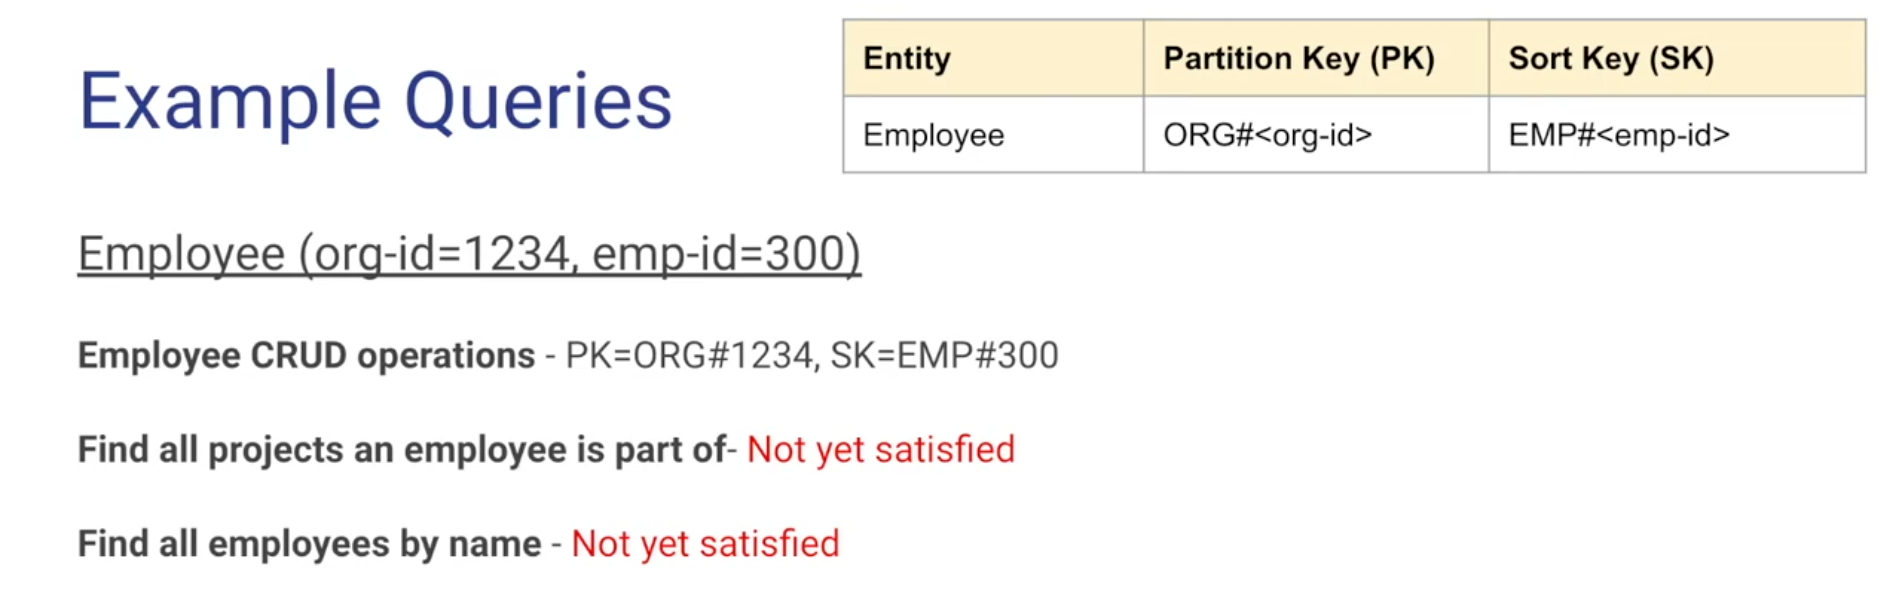 Example Queries
Entity Partition Key (PK) Sort Key (SK)
Employee ORG#<org-id> EMP#<emp-id>
Employee (org-id=1234, emp-id=300)
Employee CRUD operations - PK=ORG#1234, SK=EMP#300
Find all projects an employee is part of- Not yet satisfied
Find all employees by name - Not yet satisfied